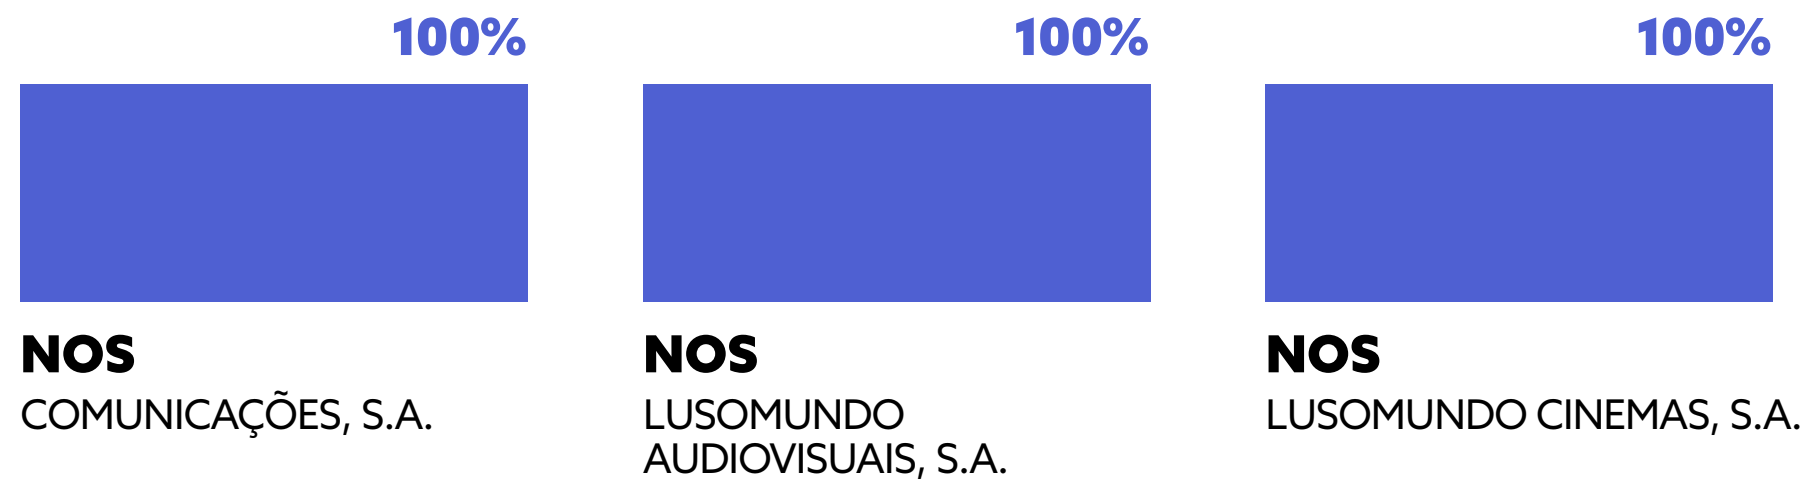 100%
NOS
COMUNICAÇÕES, S.A.
100%
NOS
LUSOMUNDO
AUDIOVISUAIS, S.A.
100%
NOS
LUSOMUNDO CINEMAS, S.A.